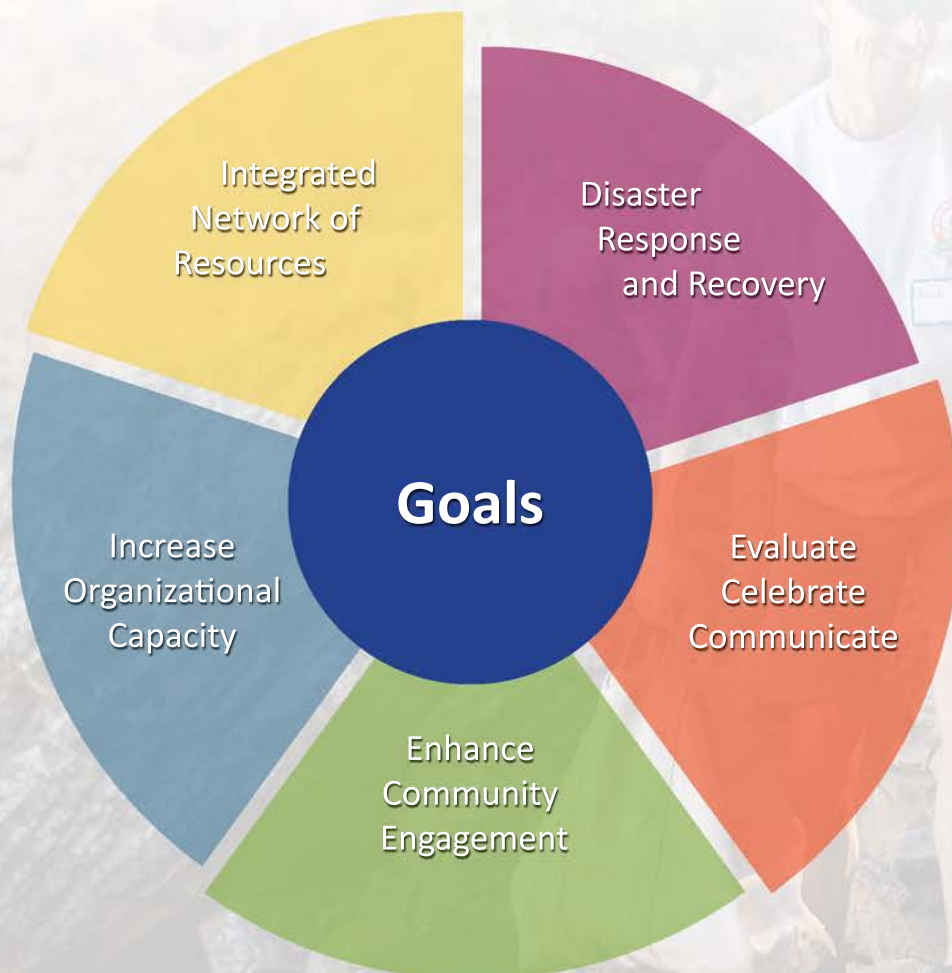 Integrated
Network of
Resources
Disaster
Response
and Recovery
Goals
Increase
Organizational
Capacity
Evaluate
Celebrate
Communicate
Enhance
Community
Engagement